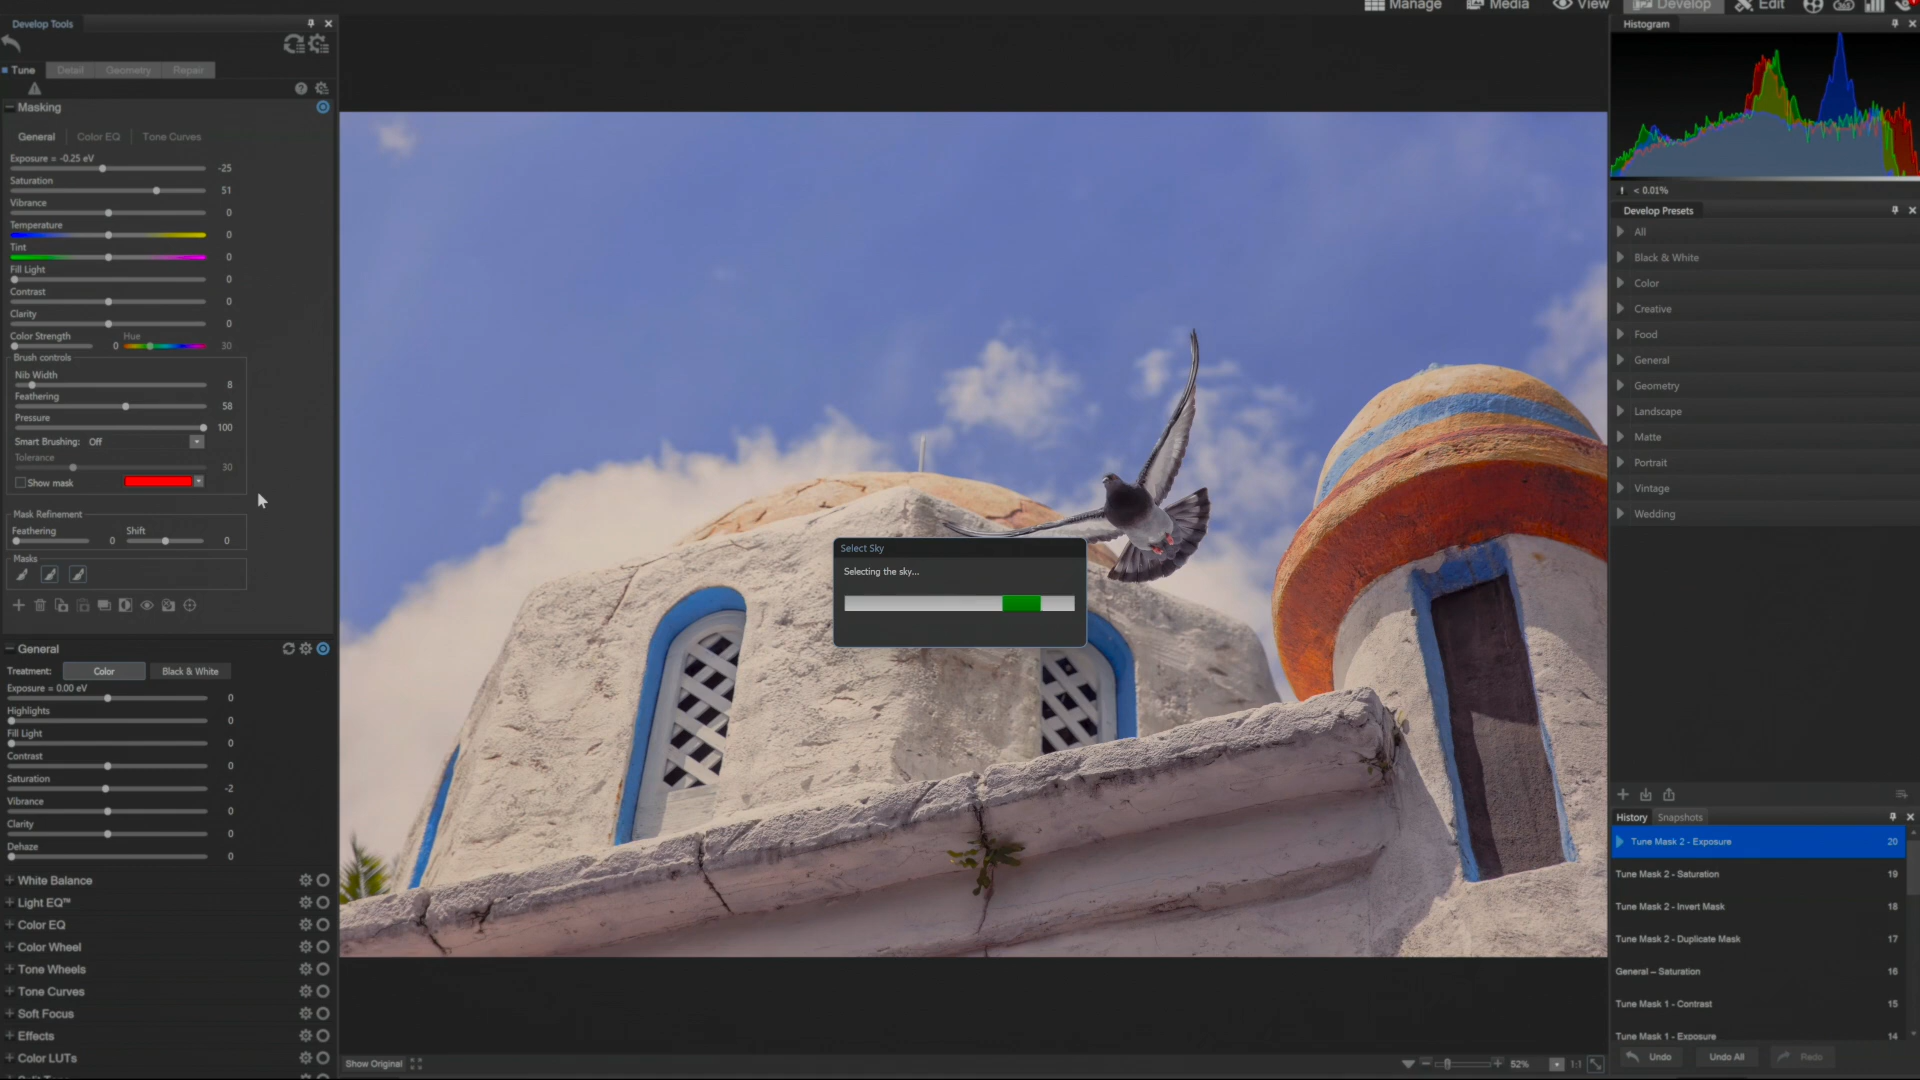 Develop Tools
Manage
Media
View
Develop
Edit
365
Histogram
Tune
Detail
Geometry
Repair
Masking
General
Color EQ
Tone Curves
Exposure = -0.25 eV
-25
Saturation
51
Vibrance
0
Temperature
0
Tint
0
Fill Light
0
Contrast
0
Clarity
0
Color Strength
0
Hue
30
Brush controls
Nib Width
8
Feathering
58
Pressure
100
Smart Brushing: Off
Tolerance
30
Show mask
Mask Refinement
Feathering
0
Shift
0
Masks
General
Treatment:
Color
Black & White
Exposure = 0.00 eV
0
Highlights
0
Fill Light
0
Contrast
0
Saturation
-2
Vibrance
0
Clarity
0
Dehaze
0
White Balance
Light EQ™
Color EQ
Color Wheel
Tone Wheels
Tone Curves
Soft Focus
Effects
Color LUTs
Select Sky
Selecting the sky...
Show Original
52%
1:1
! < 0.01%
Develop Presets
All
Black & White
Color
Creative
Food
General
Geometry
Landscape
Matte
Portrait
Vintage
Wedding
History
Snapshots
Tune Mask 2 - Exposure 20
Tune Mask 2 - Saturation 19
Tune Mask 2 - Invert Mask 18
Tune Mask 2 - Duplicate Mask 17
General – Saturation 16
Tune Mask 1 - Contrast 15
Tune Mask 1 - Exposure 14
Undo
Undo All
Redo